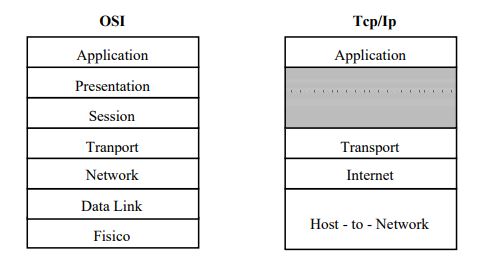 OSI
Tcp/Ip
Application
Application
Presentation
Session
Tranport
Transport
Network
Internet
Data Link
Host - to - Network
Fisico